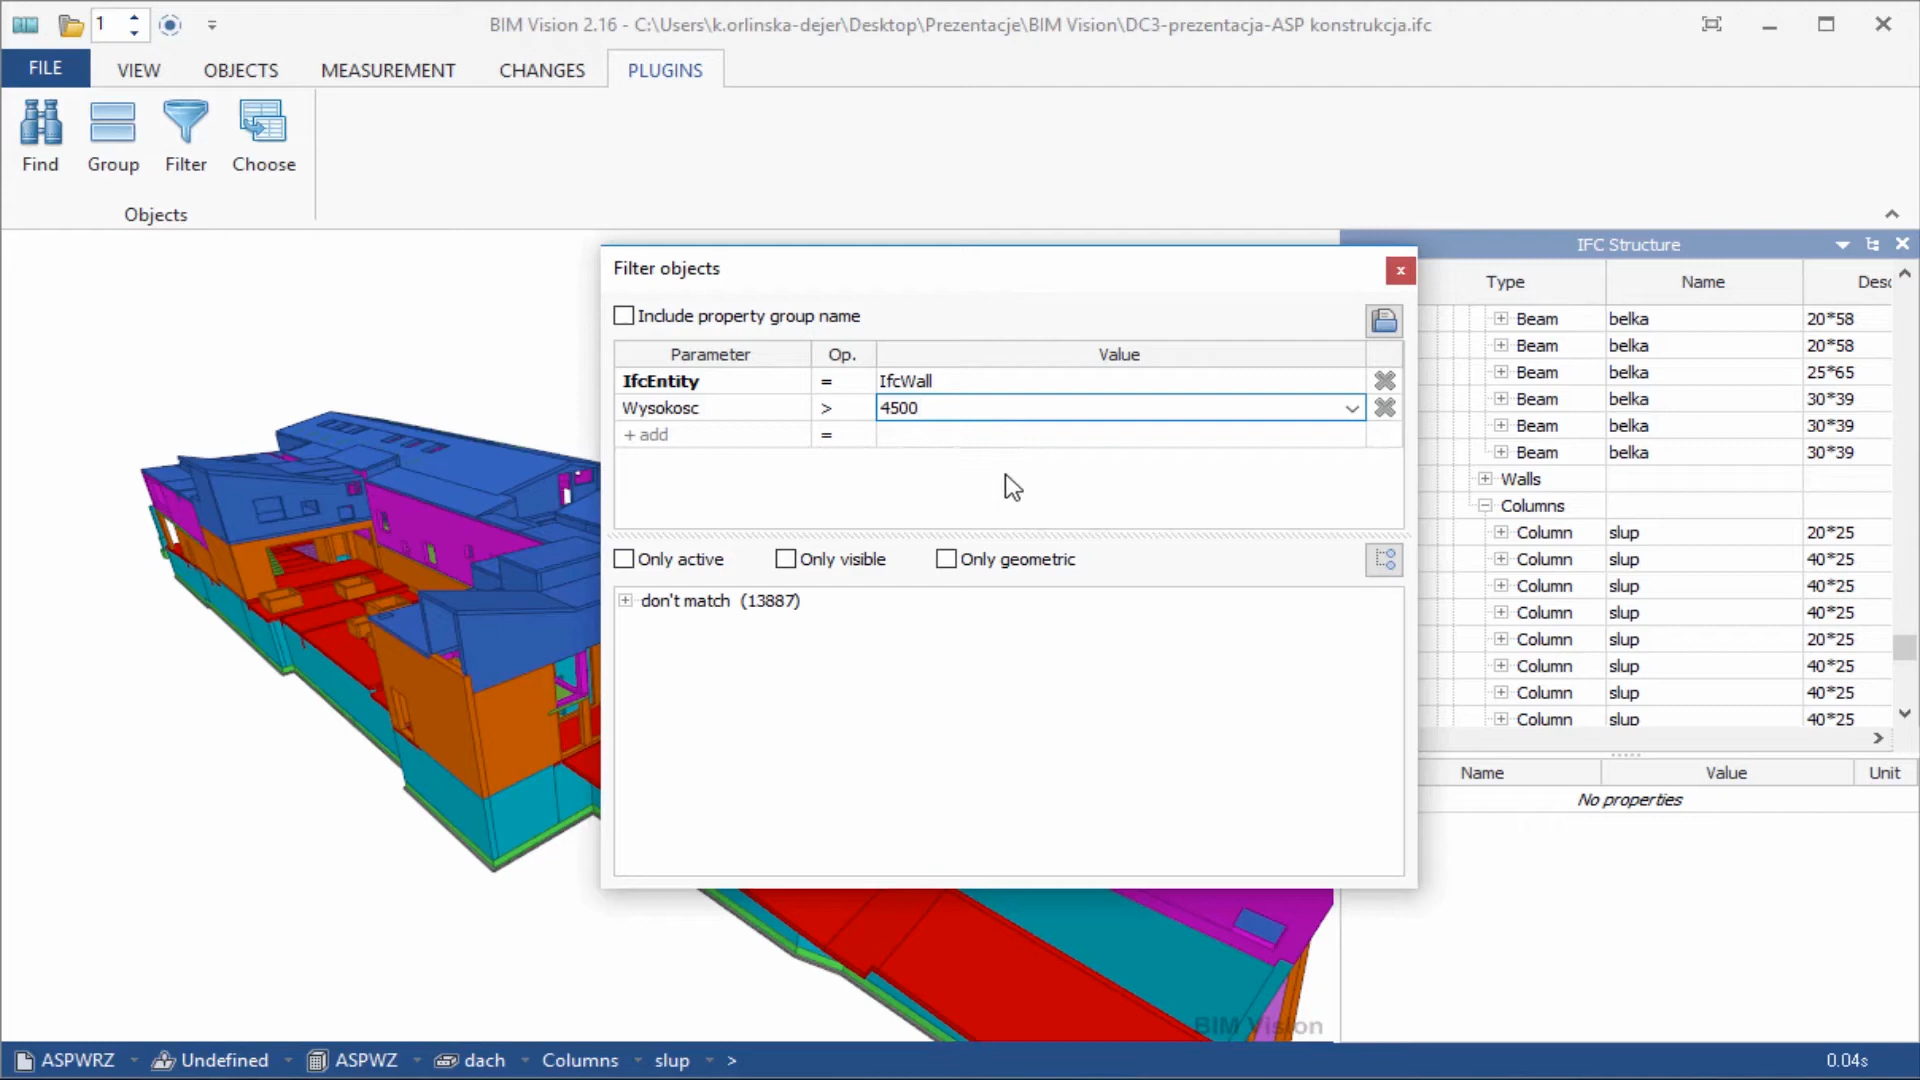 1
BIM Vision 2.16 - C:\Users\k.orlinska-dejer\Desktop\Prezentacje\BIM Vision\DC3-prezentacja-ASP konstrukcja.ifc
FILE VIEW OBJECTS MEASUREMENT CHANGES PLUGINS
Find Group Filter Choose
Objects
Filter objects
x
Include property group name
Parameter Op. Value
IfcEntity = IfcWall
Wysokosc > 4500
+ add =
Only active Only visible Only geometric
don't match (13887)
IFC Structure
Type Name Desc
Beam belka 20*58
Beam belka 20*58
Beam belka 25*65
Beam belka 30*39
Beam belka 30*39
Beam belka 30*39
Walls
Columns
Column slup 20*25
Column slup 40*25
Column slup 40*25
Column slup 40*25
Column slup 20*25
Column slup 40*25
Column slup 40*25
Column slup 40*25
Name Value Unit
No properties
BIM Vision
ASPWRZ Undefined ASPWZ dach Columns slup >
0.04s